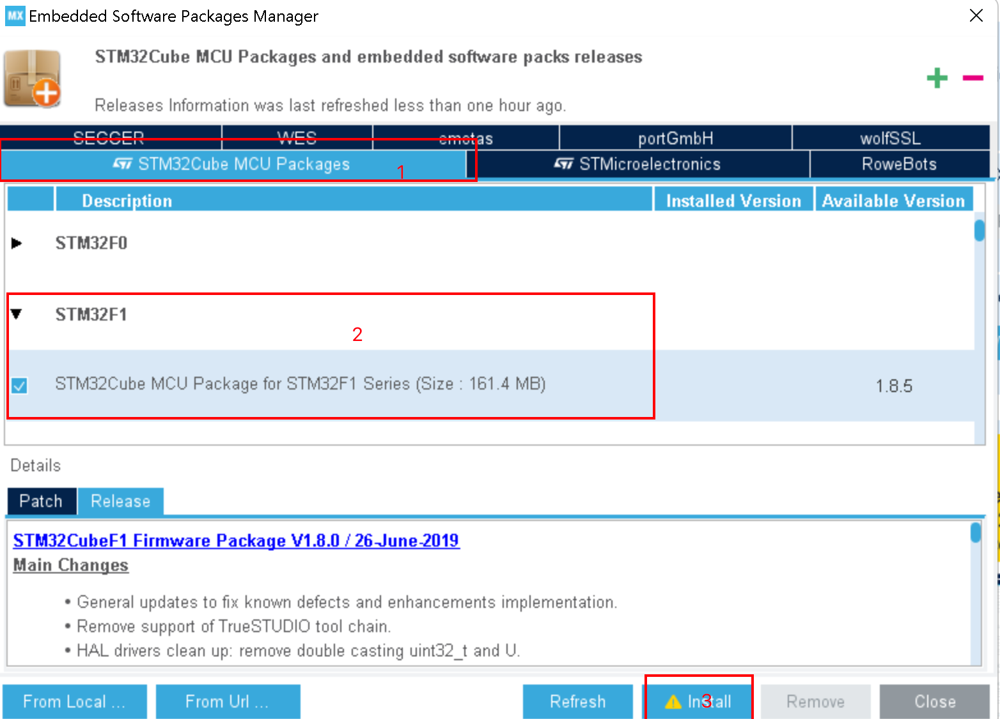 MX Embedded Software Packages Manager
STM32Cube MCU Packages and embedded software packs releases
Releases Information was last refreshed less than one hour ago.
SEGGER WES emotas portGmbH wolfSSL
STM32Cube MCU Packages 1 STMicroelectronics RoweBots
Description Installed Version Available Version
STM32F0
STM32F1
2
STM32Cube MCU Package for STM32F1 Series (Size : 161.4 MB) 1.8.5
Details
Patch Release
STM32CubeF1 Firmware Package V1.8.0 / 26-June-2019
Main Changes
• General updates to fix known defects and enhancements implementation.
• Remove support of TrueSTUDIO tool chain.
• HAL drivers clean up: remove double casting uint32_t and U.
From Local ... From Url ... Refresh Install 3 Remove Close